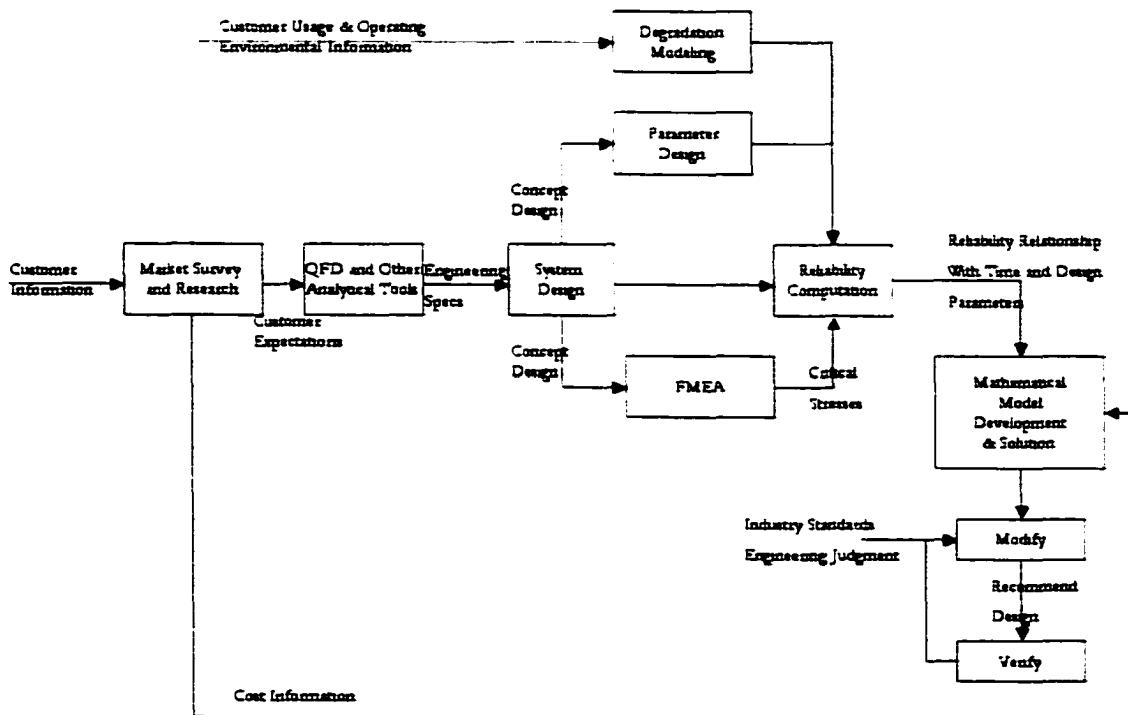 Customer Usage & Operating
Environmental Information
Degradation
Modeling
Parameter
Design
Concept
Design
Customer
Information
Market Survey
and Research
Customer
Expectations
QFD and Other
Analytical Tools
Engineering
Specs
System
Design
Reliability
Computation
Reliability Relationship
With Time and Design
Parameters
Concept
Design
FMEA
Critical
Stresses
Mathematical
Model
Development
& Solution
Industry Standards
Engineering Judgment
Modify
Recommend
Design
Verify
Cost Information